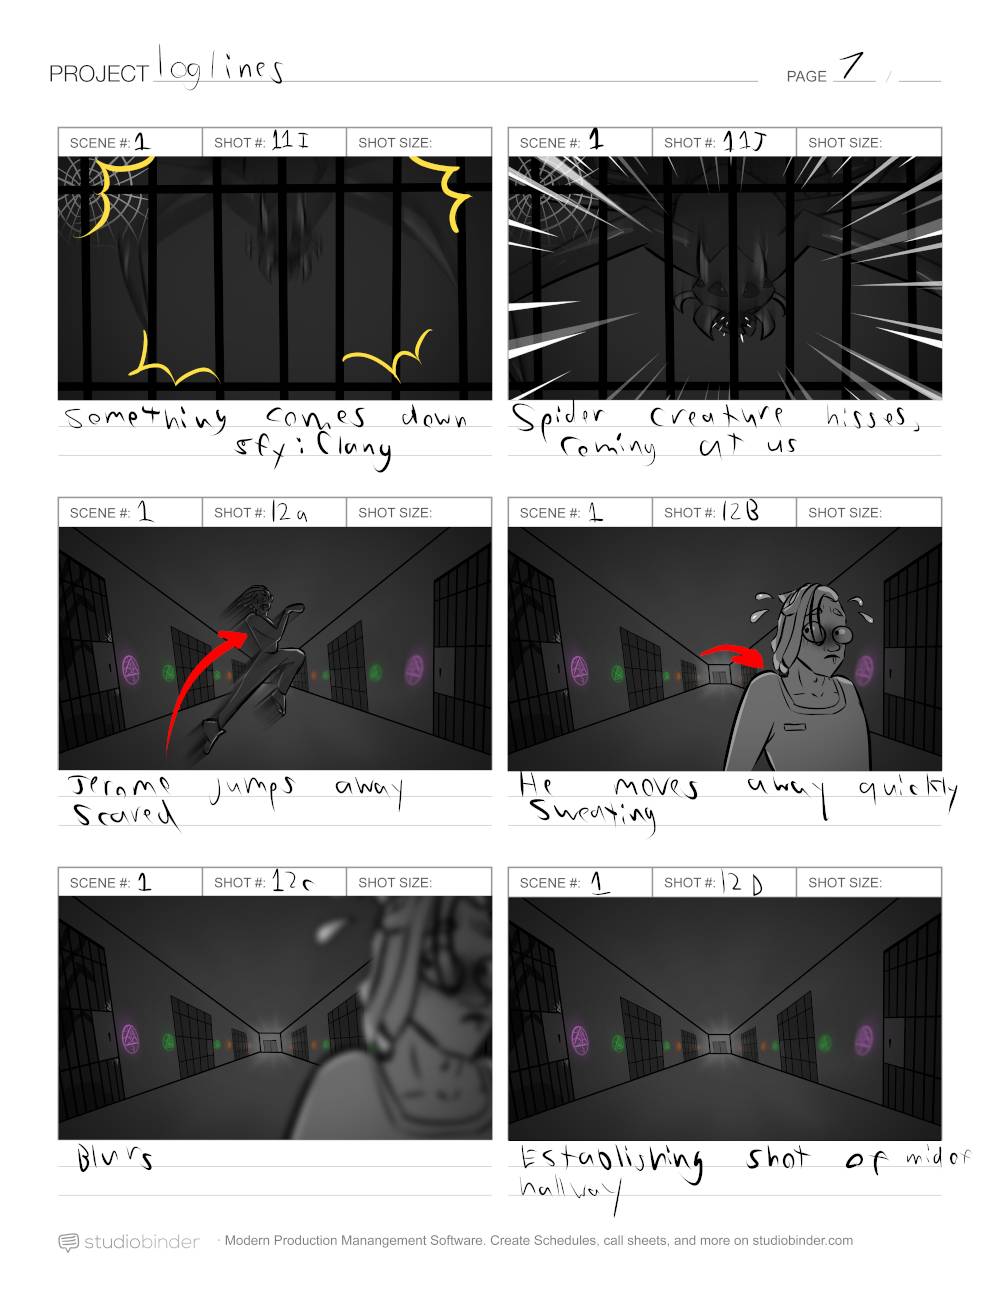 PROJECT loglines
PAGE 7 /
SCENE #: 1 SHOT #: 11I SHOT SIZE:
SCENE #: 1 SHOT #: 11J SHOT SIZE:
Something comes down
sfx: Clang
Spider creature hisses,
coming at us
SCENE #: 1 SHOT #: 12a SHOT SIZE:
SCENE #: 1 SHOT #: 12B SHOT SIZE:
Jerome jumps away
Scared
He moves away quickly
Sweating
SCENE #: 1 SHOT #: 12c SHOT SIZE:
SCENE #: 1 SHOT #: 12D SHOT SIZE:
Blurs
Establishing shot of mid of
hallway
studiobinder · Modern Production Manangement Software. Create Schedules, call sheets, and more on studiobinder.com